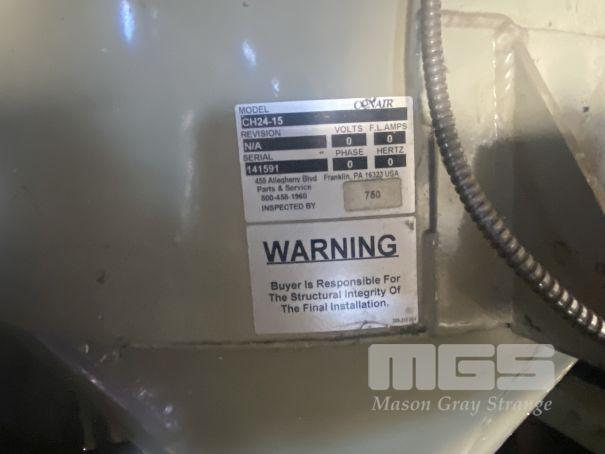 MODEL CONAIR
CH24-15
REVISION VOLTS F.L.AMPS
N/A 0 0
SERIAL PHASE HERTZ
141591 0 0
455 Allegheny Blvd Franklin, PA 16323 USA
Parts & Service
800-458-1960
INSPECTED BY 750
WARNING
Buyer Is Responsible For
The Structural Integrity Of
The Final Installation.
MGS
Mason Gray Strange